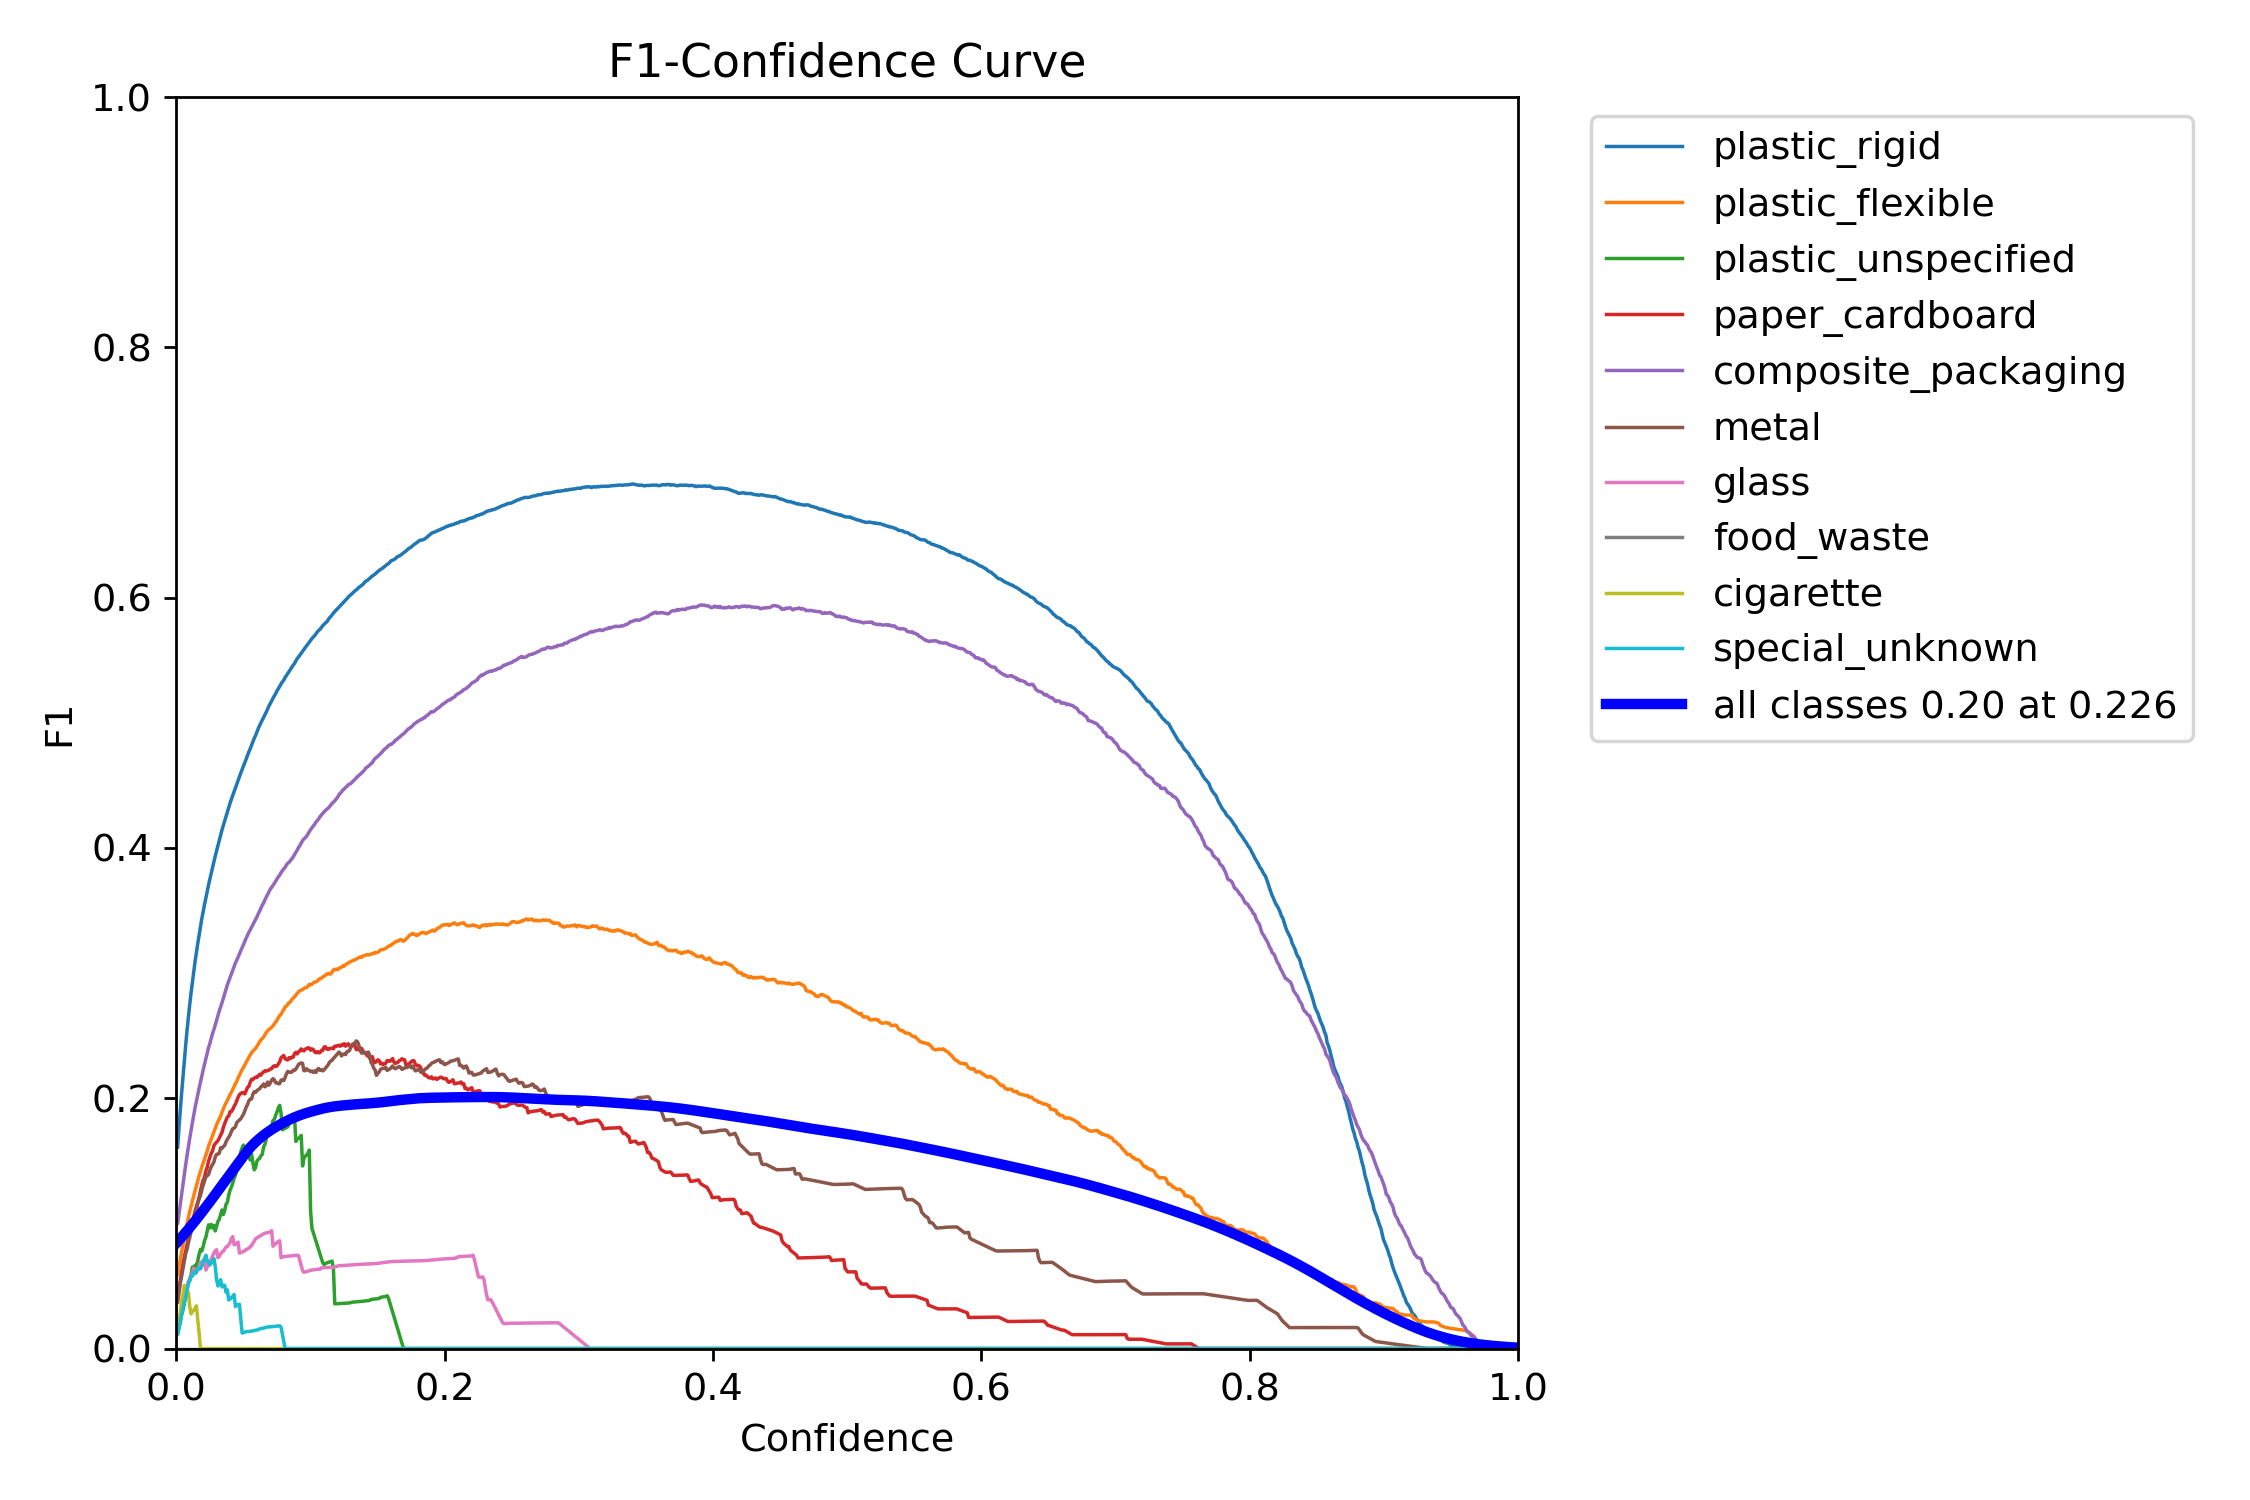 F1-Confidence Curve
1.0
0.8
0.6
0.4
0.2
0.0
F1
0.0 0.2 0.4 0.6 0.8 1.0
Confidence
plastic_rigid
plastic_flexible
plastic_unspecified
paper_cardboard
composite_packaging
metal
glass
food_waste
cigarette
special_unknown
all classes 0.20 at 0.226